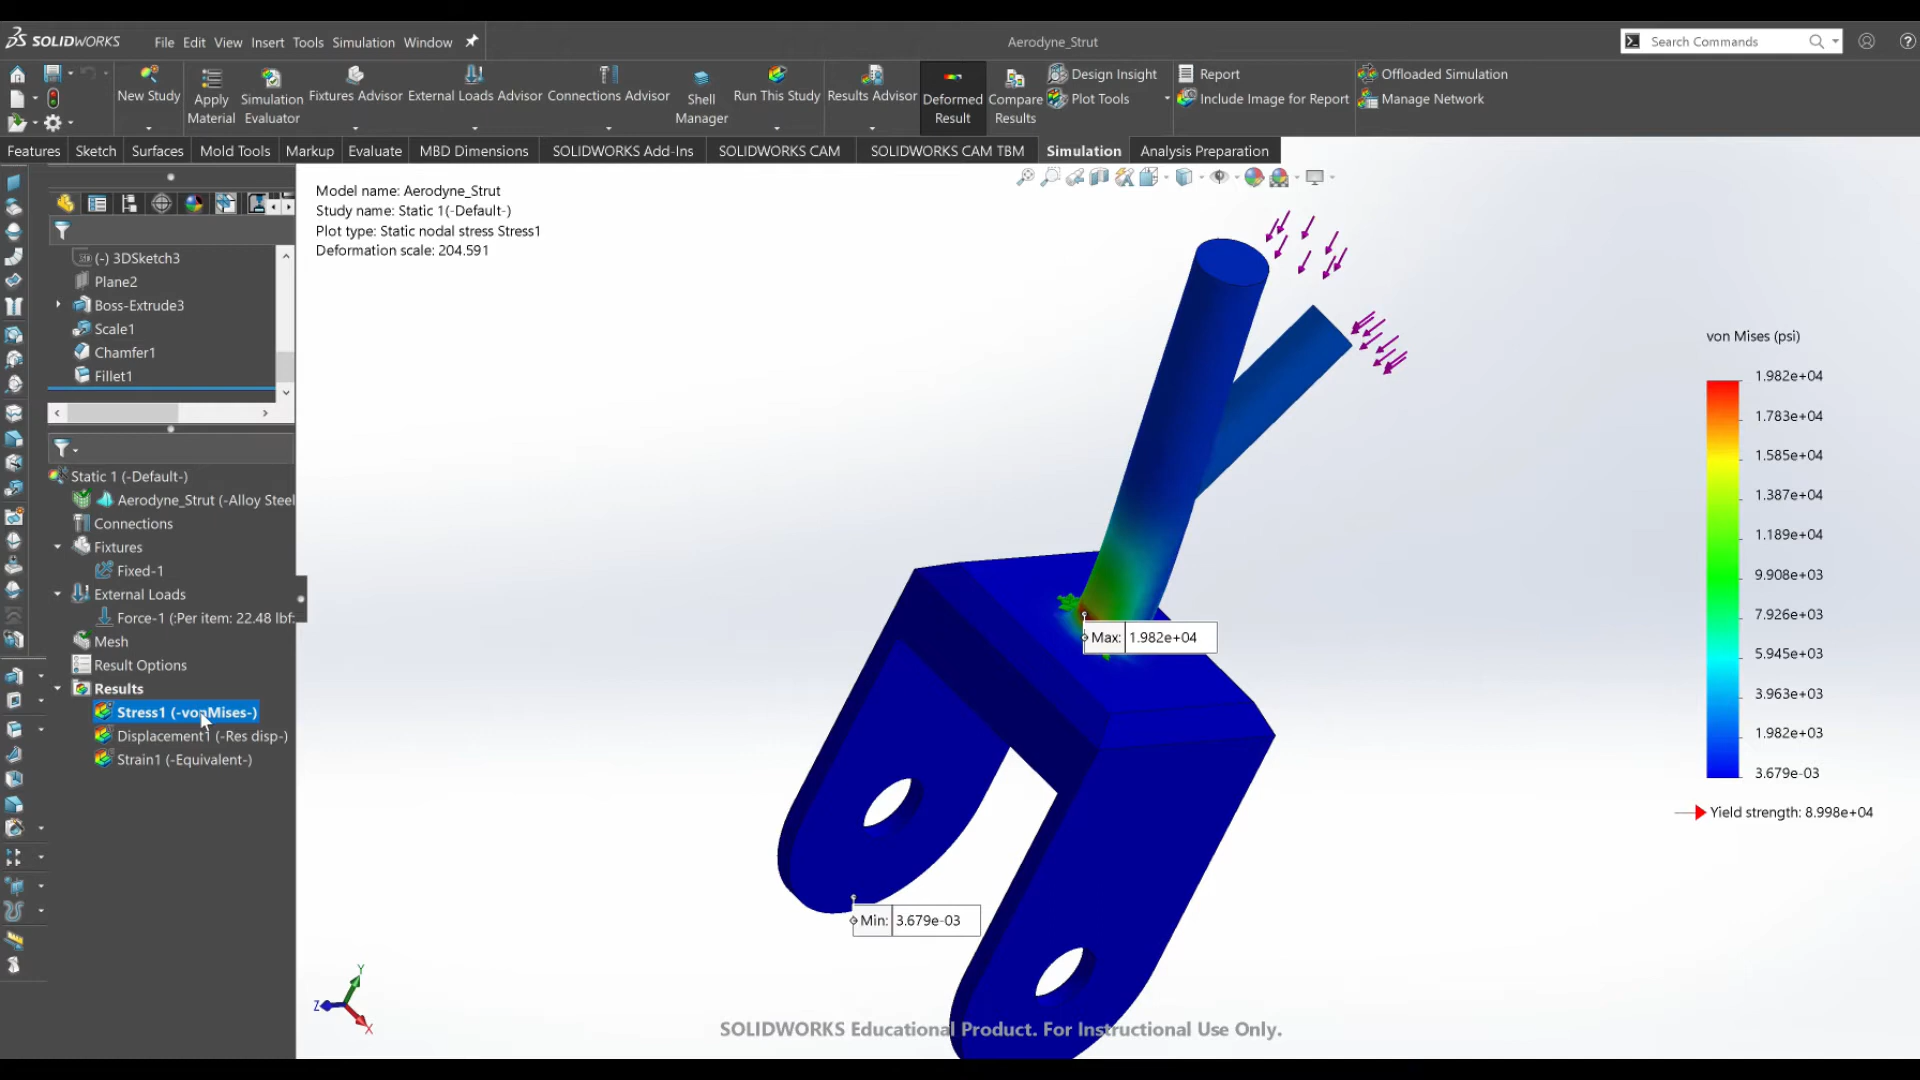 SOLIDWORKS
File Edit View Insert Tools Simulation Window
Aerodyne_Strut
Search Commands
New Study
Apply Material
Simulation Evaluator
Fixtures Advisor
External Loads Advisor
Connections Advisor
Shell Manager
Run This Study
Results Advisor
Deformed Result
Compare Results
Design Insight
Plot Tools
Report
Include Image for Report
Offloaded Simulation
Manage Network
Features Sketch Surfaces Mold Tools Markup Evaluate MBD Dimensions SOLIDWORKS Add-Ins SOLIDWORKS CAM SOLIDWORKS CAM TBM Simulation Analysis Preparation
(-) 3DSketch3
Plane2
Boss-Extrude3
Scale1
Chamfer1
Fillet1
Static 1 (-Default-)
Aerodyne_Strut (-Alloy Steel
Connections
Fixtures
Fixed-1
External Loads
Force-1 (:Per item: 22.48 lbf:
Mesh
Result Options
Results
Stress1 (-vonMises-)
Displacement1 (-Res disp-)
Strain1 (-Equivalent-)
Model name: Aerodyne_Strut
Study name: Static 1(-Default-)
Plot type: Static nodal stress Stress1
Deformation scale: 204.591
Max: 1.982e+04
Min: 3.679e-03
von Mises (psi)
1.982e+04
1.783e+04
1.585e+04
1.387e+04
1.189e+04
9.908e+03
7.926e+03
5.945e+03
3.963e+03
1.982e+03
3.679e-03
Yield strength: 8.998e+04
Y
Z
X
SOLIDWORKS Educational Product. For Instructional Use Only.